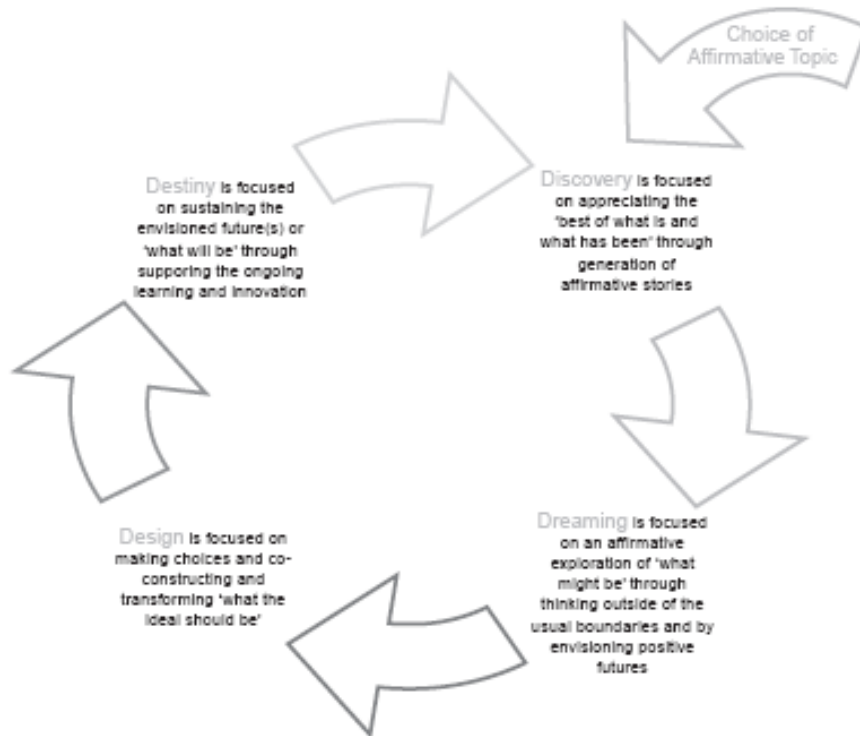 Choice of
Affirmative Topic
Discovery is focused
on appreciating the
'best of what is and
what has been' through
generation of
affirmative stories
Dreaming is focused
on an affirmative
exploration of 'what
might be' through
thinking outside of the
usual boundaries and by
envisioning positive
futures
Design is focused on
making choices and co-
constructing and
transforming 'what the
ideal should be'
Destiny is focused
on sustaining the
envisioned future(s) or
'what will be' through
supporing the ongoing
learning and innovation